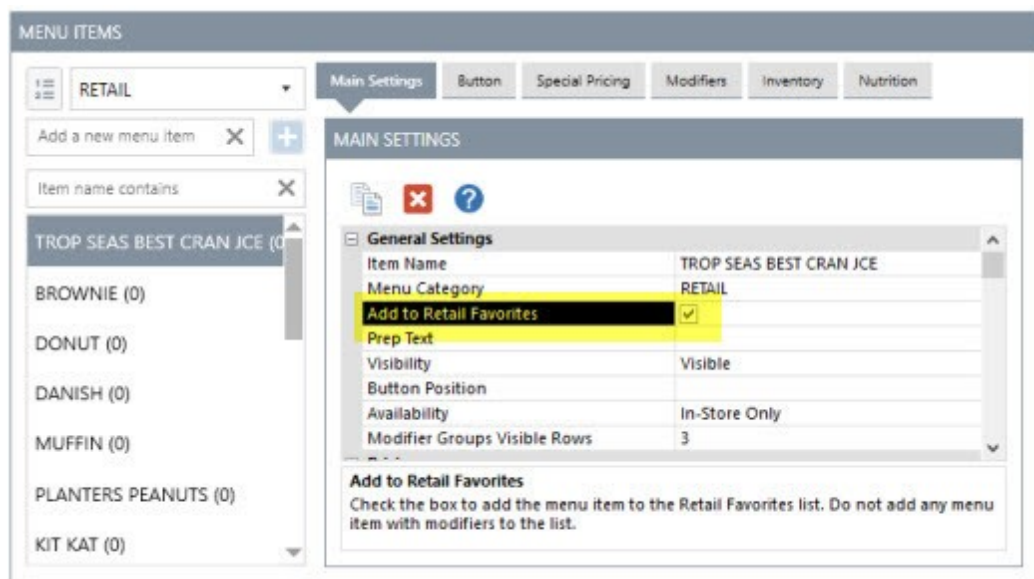 MENU ITEMS
RETAIL
Add a new menu item
Item name contains
TROP SEAS BEST CRAN JCE (0
BROWNIE (0)
DONUT (0)
DANISH (0)
MUFFIN (0)
PLANTERS PEANUTS (0)
KIT KAT (0)
Main Settings Button Special Pricing Modifiers Inventory Nutrition
MAIN SETTINGS
General Settings
Item Name TROP SEAS BEST CRAN JCE
Menu Category RETAIL
Add to Retail Favorites
Prep Text
Visibility Visible
Button Position
Availability In-Store Only
Modifier Groups Visible Rows 3
Add to Retail Favorites
Check the box to add the menu item to the Retail Favorites list. Do not add any menu
item with modifiers to the list.